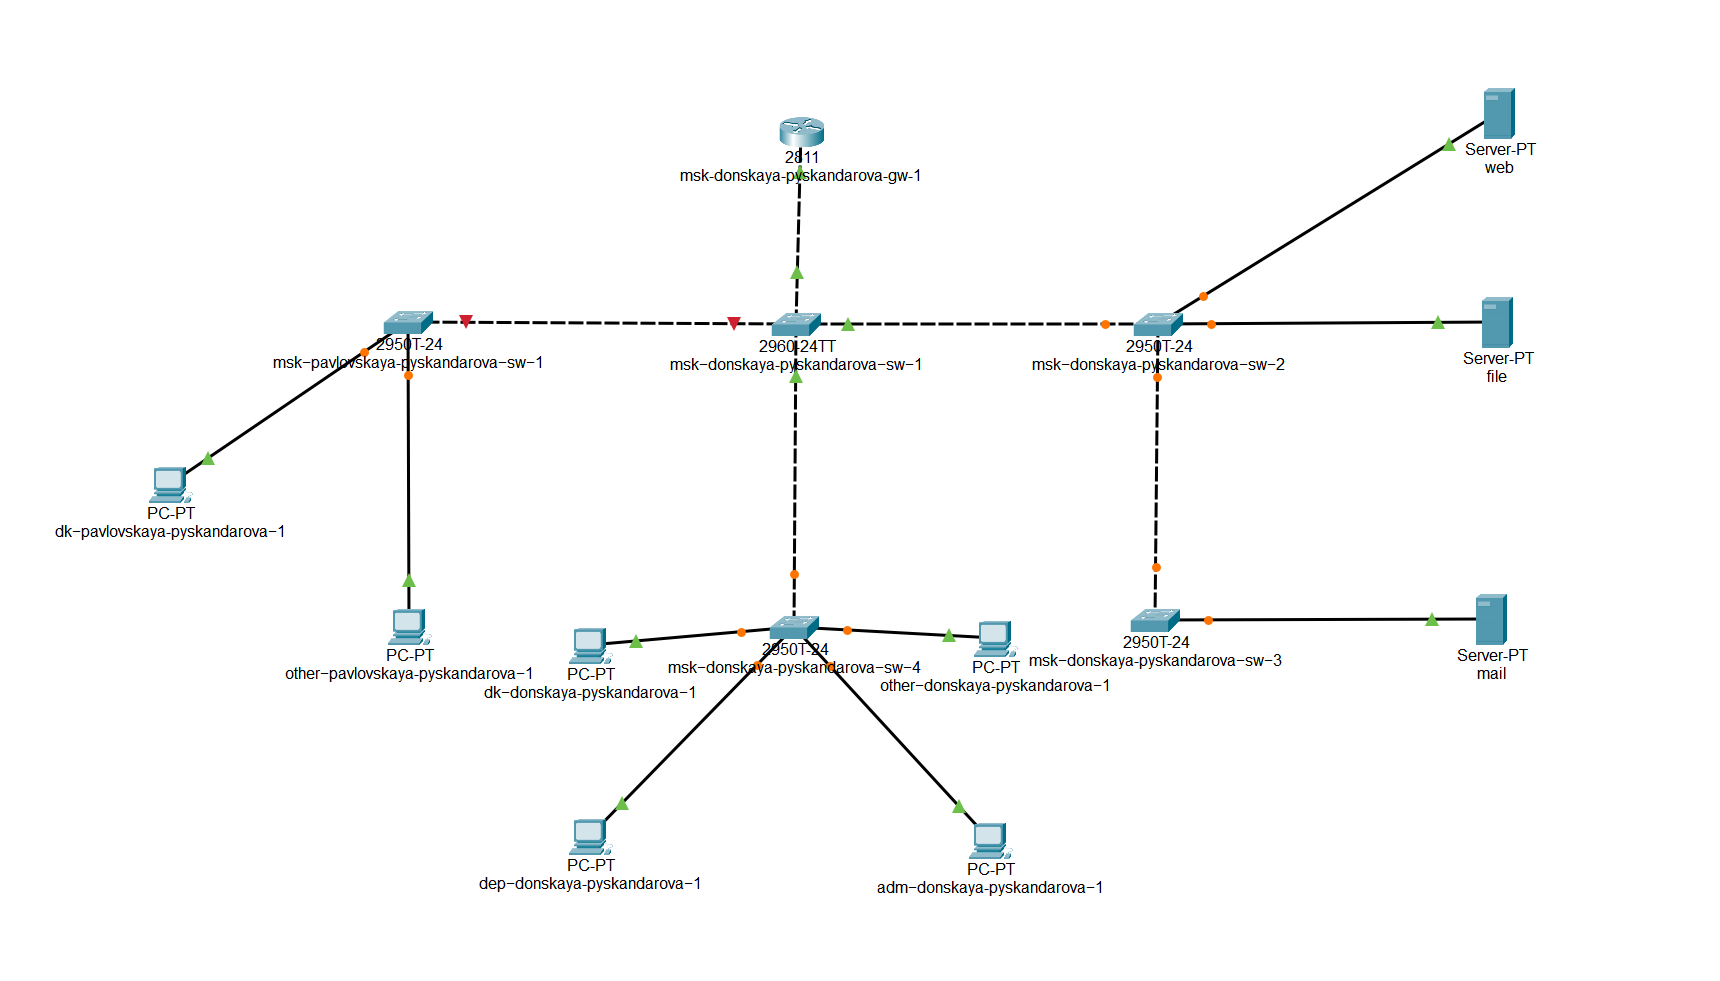 2811
msk-donskaya-pyskandarova-gw-1
Server-PT
web
2950T-24
msk-pavlovskaya-pyskandarova-sw-1
2960-24TT
msk-donskaya-pyskandarova-sw-1
2950T-24
msk-donskaya-pyskandarova-sw-2
Server-PT
file
PC-PT
dk-pavlovskaya-pyskandarova-1
PC-PT
other-pavlovskaya-pyskandarova-1
PC-PT
dk-donskaya-pyskandarova-1
2950T-24
msk-donskaya-pyskandarova-sw-4
PC-PT
other-donskaya-pyskandarova-1
2950T-24
msk-donskaya-pyskandarova-sw-3
Server-PT
mail
PC-PT
dep-donskaya-pyskandarova-1
PC-PT
adm-donskaya-pyskandarova-1